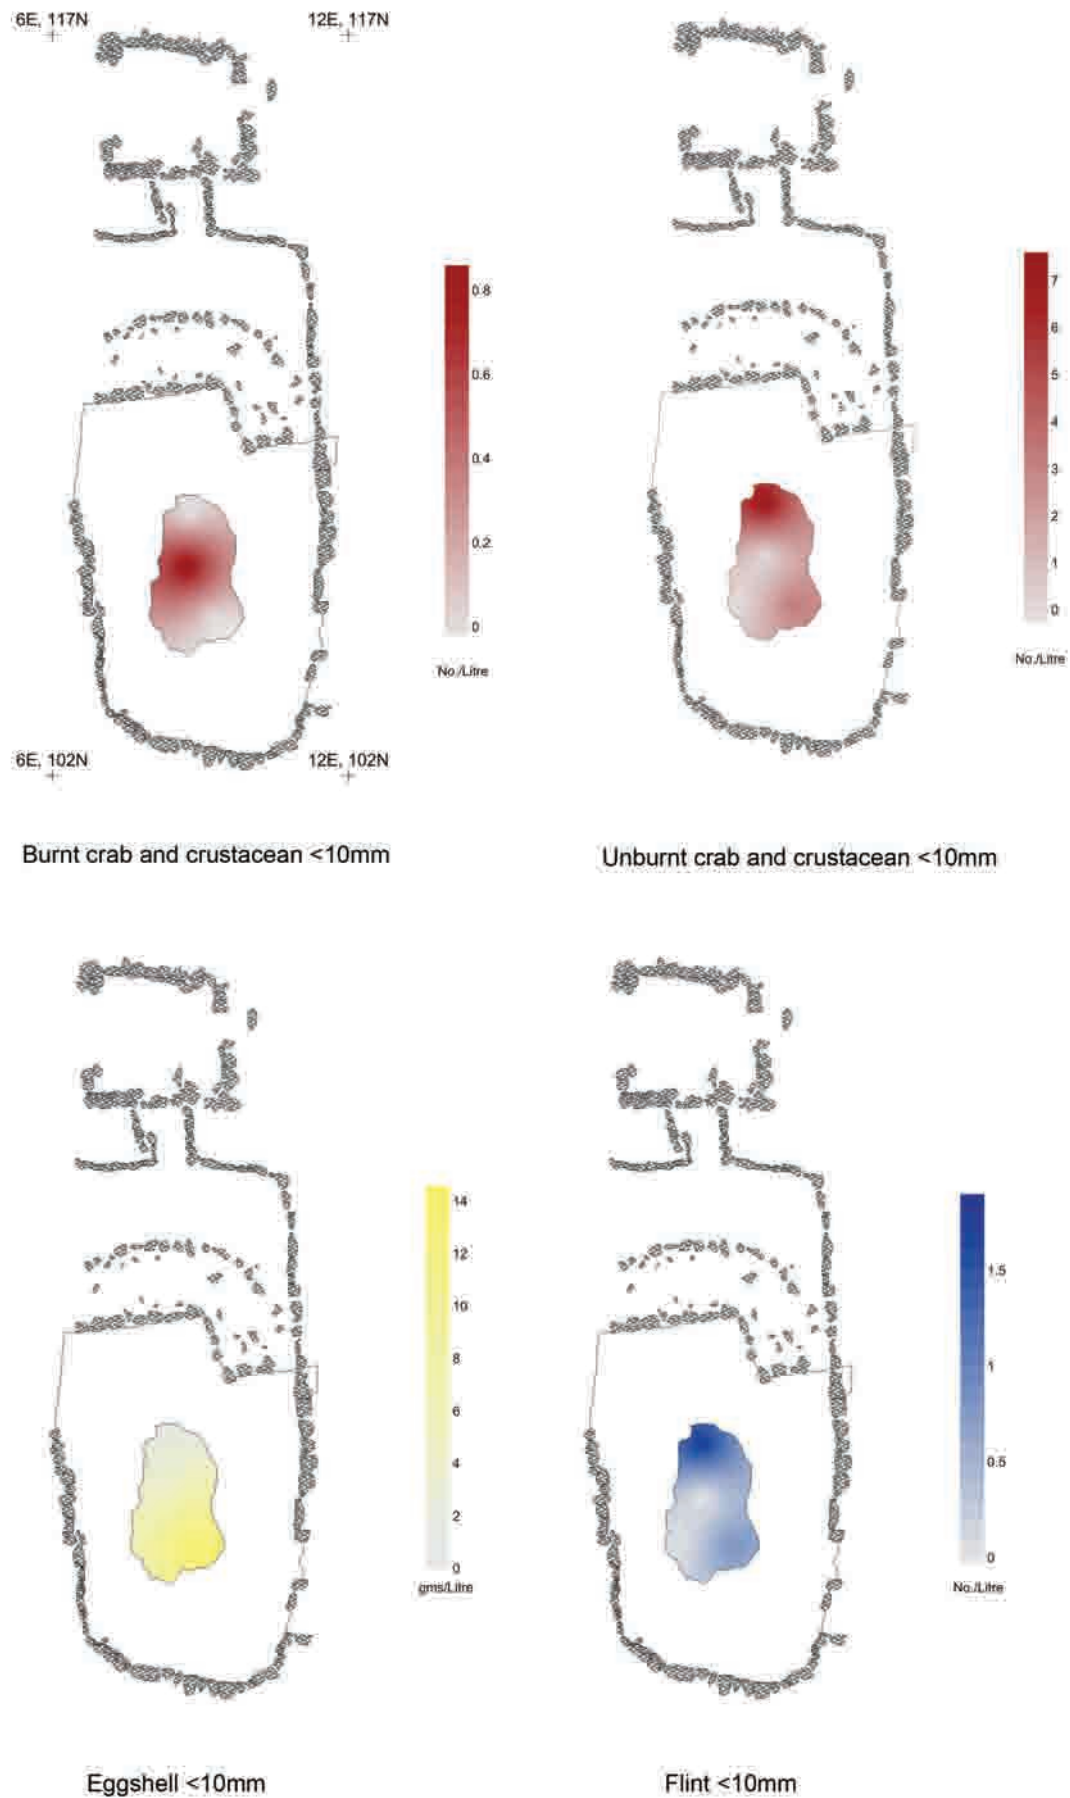 6E, 117N
12E, 117N
0.8
0.6
0.4
0.2
0
No./Litre
7
6
5
4
3
2
1
0
No./Litre
6E, 102N
12E, 102N
Burnt crab and crustacean <10mm
Unburnt crab and crustacean <10mm
14
12
10
8
6
4
2
0
gms/Litre
1.5
1
0.5
0
No./Litre
Eggshell <10mm
Flint <10mm